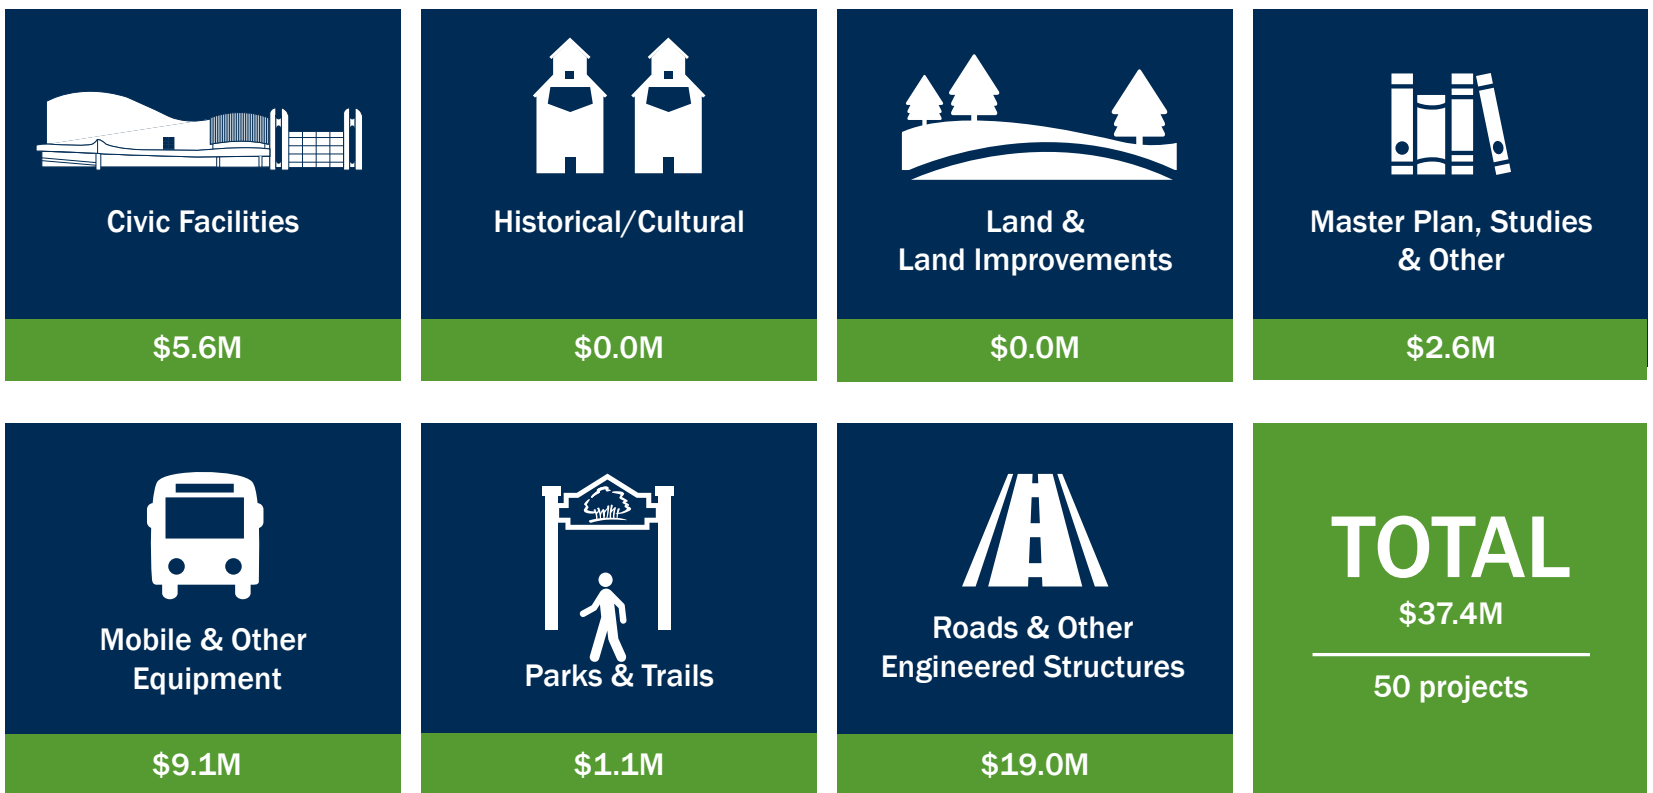 Civic Facilities
$5.6M
Historical/Cultural
$0.0M
Land &
Land Improvements
$0.0M
Master Plan, Studies
& Other
$2.6M
Mobile & Other
Equipment
$9.1M
Parks & Trails
$1.1M
Roads & Other
Engineered Structures
$19.0M
TOTAL
$37.4M
50 projects